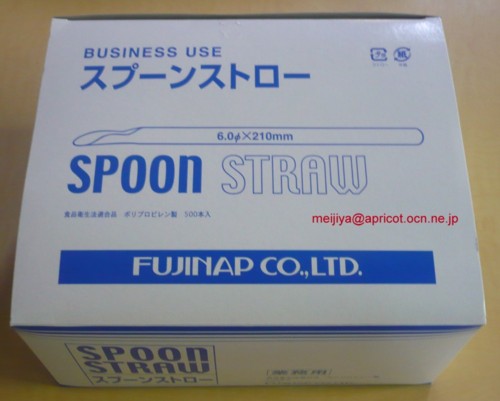 BUSINESS USE
スプーンストロー
6.0φ×210mm
SPOON STRAW
meijiya@apricot.ocn.ne.jp
食品衛生法適合品 ポリプロピレン製 500本入
FUJINAP CO.,LTD.
SPOON
STRAW
スプーンストロー
業務用